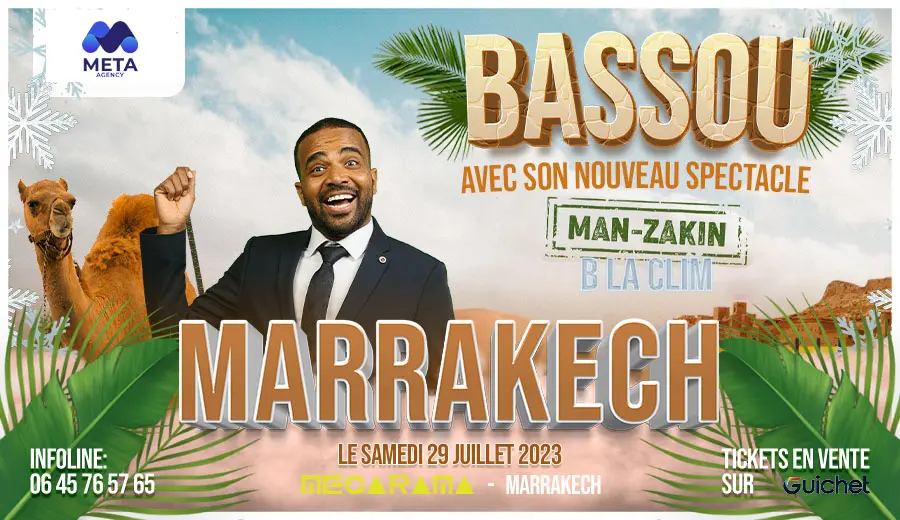 META
AGENCY
BASSOU
AVEC SON NOUVEAU SPECTACLE
MAN-ZAKIN
B LA CLIM
MARRAKECH
LE SAMEDI 29 JUILLET 2023
MEGARAMA - MARRAKECH
INFOLINE:
06 45 76 57 65
TICKETS EN VENTE
SUR Guichet